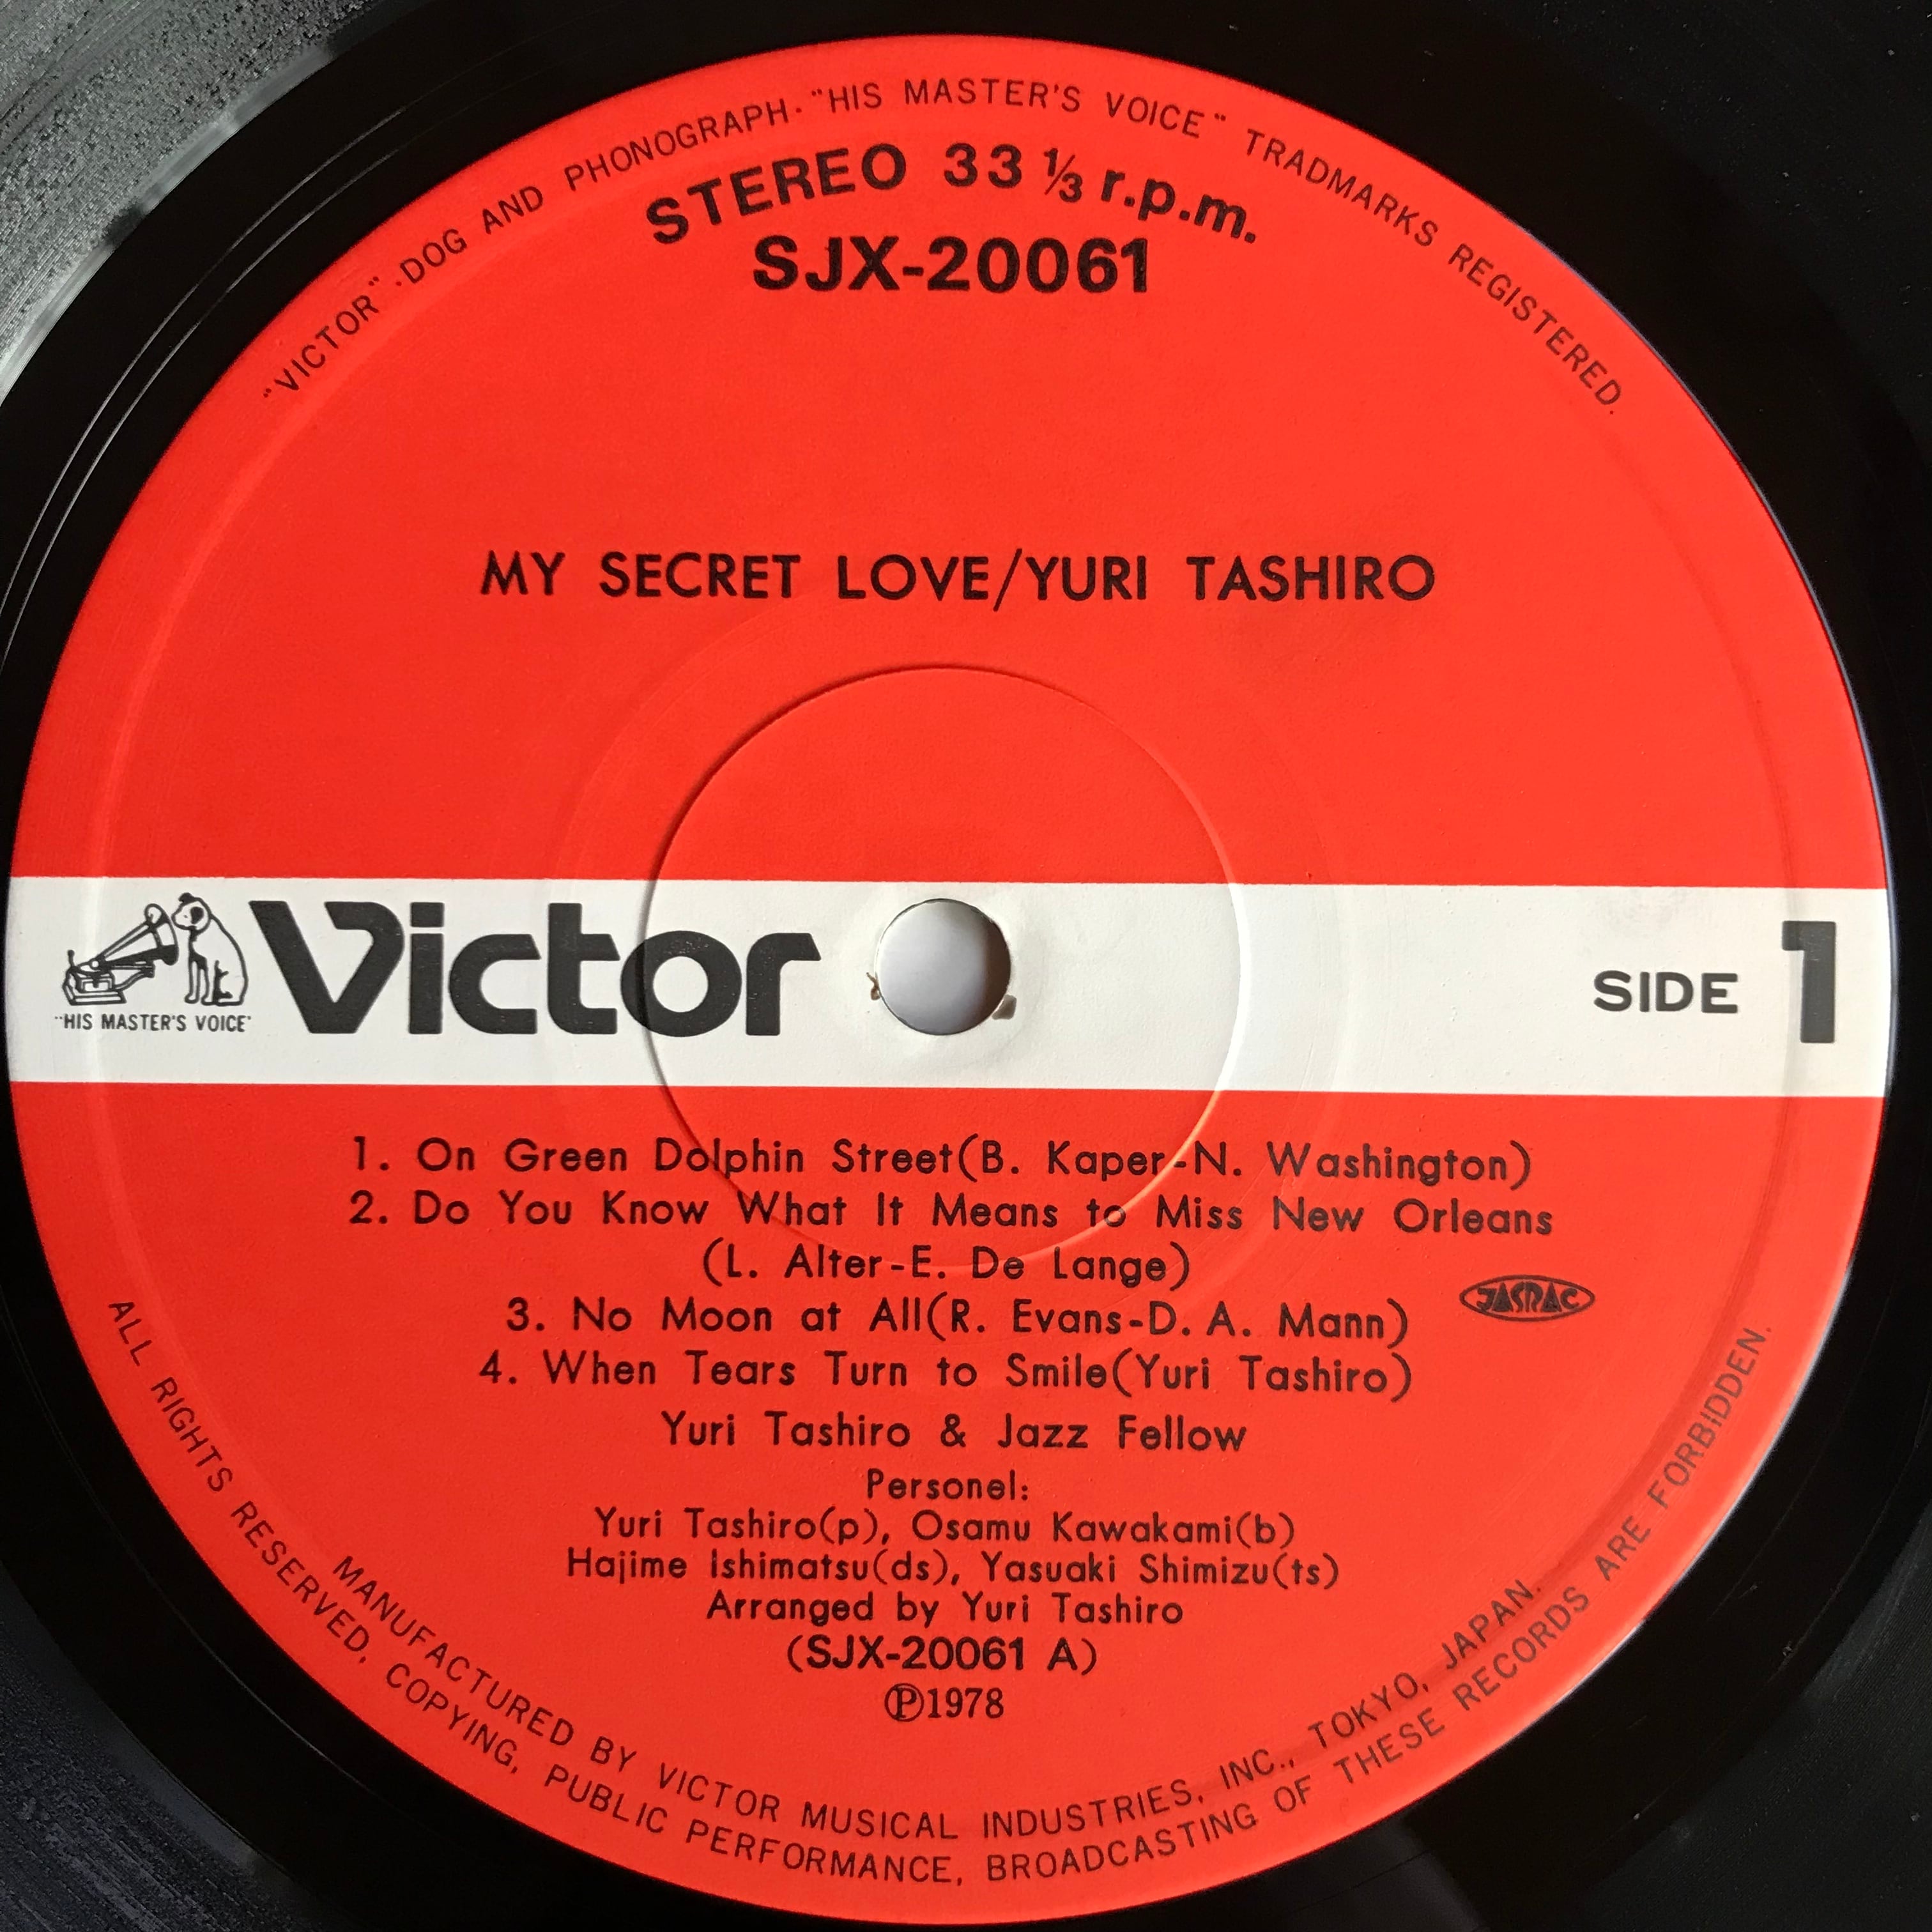 "VICTOR"·DOG AND PHONOGRAPH·"HIS MASTER'S VOICE" TRADMARKS REGISTERED.
STEREO 33 ⅓ r.p.m.
SJX-20061
MY SECRET LOVE/YURI TASHIRO
"HIS MASTER'S VOICE"
Victor
SIDE 1
1. On Green Dolphin Street(B. Kaper-N. Washington)
2. Do You Know What It Means to Miss New Orleans
(L. Alter-E. De Lange)
3. No Moon at All(R. Evans-D. A. Mann)
JASRAC
4. When Tears Turn to Smile(Yuri Tashiro)
Yuri Tashiro & Jazz Fellow
Personel:
Yuri Tashiro(p), Osamu Kawakami(b)
Hajime Ishimatsu(ds), Yasuaki Shimizu(ts)
Arranged by Yuri Tashiro
(SJX-20061 A)
℗1978
MANUFACTURED BY VICTOR MUSICAL INDUSTRIES, INC., TOKYO, JAPAN.
ALL RIGHTS RESERVED, COPYING, PUBLIC PERFORMANCE, BROADCASTING OF THESE RECORDS ARE FORBIDDEN.